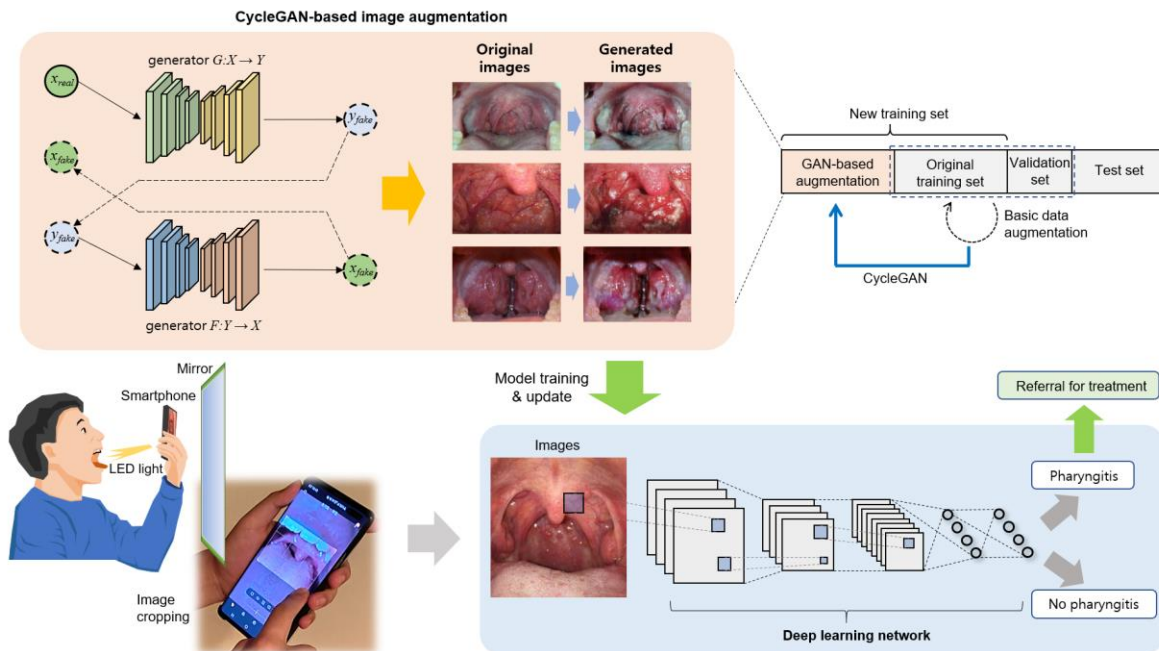 CycleGAN-based image augmentation
generator G:X → Y
x_real
y_fake
x_fake
y_fake
x_fake
generator F:Y → X
Original
images
Generated
images
New training set
GAN-based
augmentation
Original
training set
Validation
set
Test set
Basic data
augmentation
CycleGAN
Mirror
Smartphone
LED light
Image
cropping
Model training
& update
Images
Deep learning network
Referral for treatment
Pharyngitis
No pharyngitis